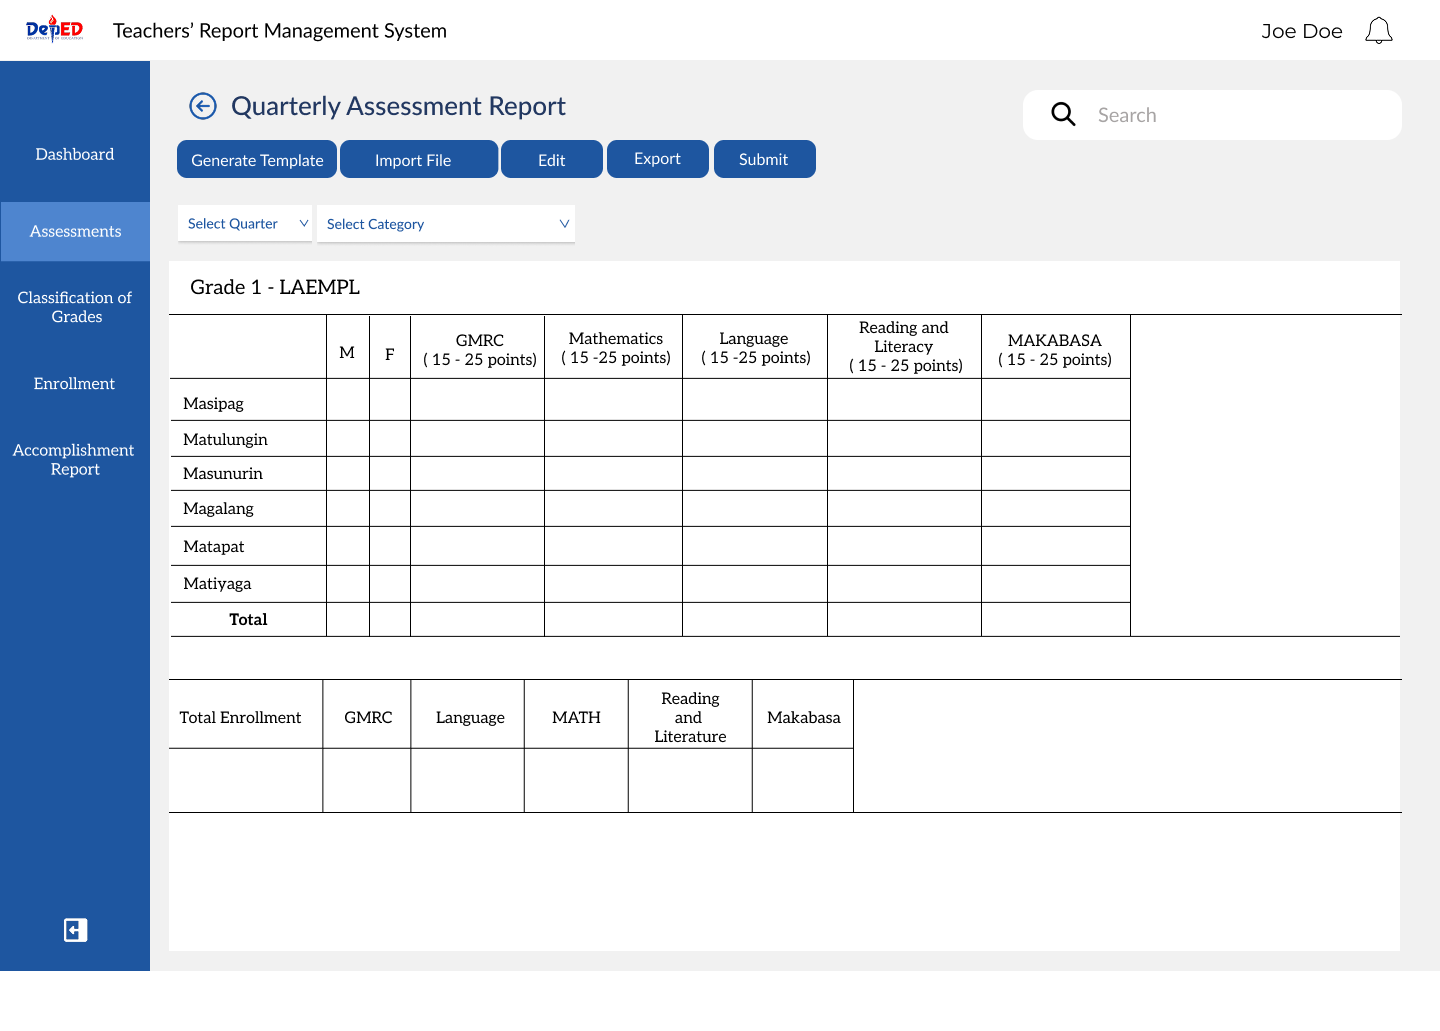 DepED
DEPARTMENT OF EDUCATION
Teachers’ Report Management System
Joe Doe
Quarterly Assessment Report
Search
Generate Template
Import File
Edit
Export
Submit
Select Quarter
Select Category
Dashboard
Assessments
Classification of
Grades
Enrollment
Accomplishment
Report
Grade 1 - LAEMPL
M
F
GMRC
( 15 - 25 points)
Mathematics
( 15 -25 points)
Language
( 15 -25 points)
Reading and
Literacy
( 15 - 25 points)
MAKABASA
( 15 - 25 points)
Masipag
Matulungin
Masunurin
Magalang
Matapat
Matiyaga
Total
Total Enrollment
GMRC
Language
MATH
Reading
and
Literature
Makabasa